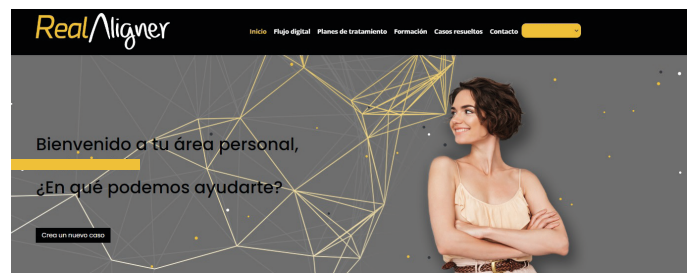 RealAligner
Inicio Flujo digital Planes de tratamiento Formación Casos resueltos Contacto
Bienvenido a tu área personal,
¿En qué podemos ayudarte?
Crea un nuevo caso